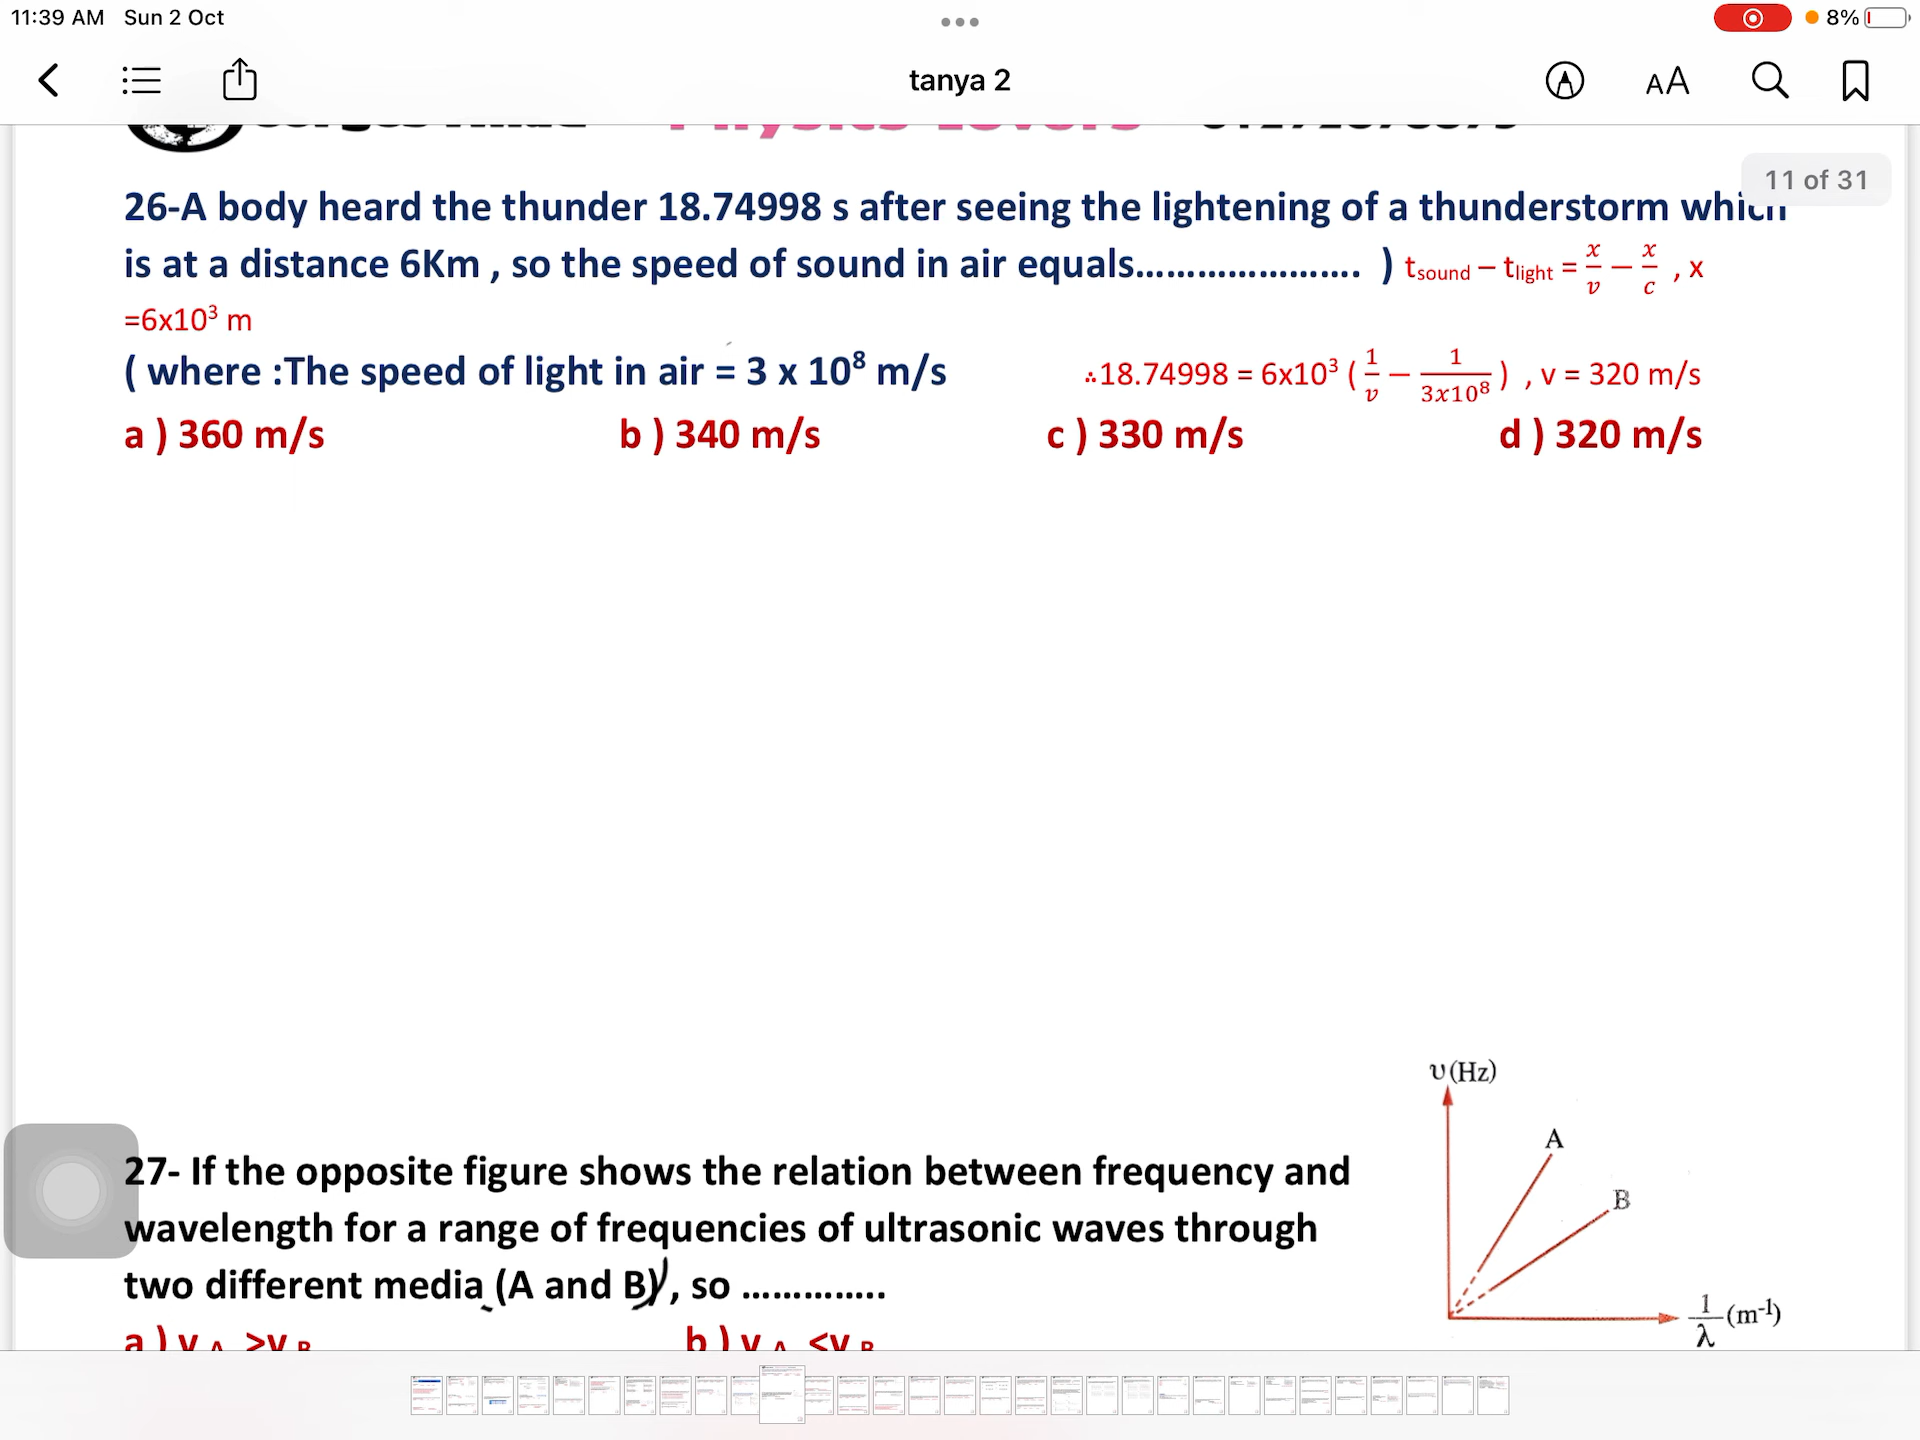 11:39 AM Sun 2 Oct
8%
tanya 2
AA
11 of 31
26-A body heard the thunder 18.74998 s after seeing the lightening of a thunderstorm which
is at a distance 6Km , so the speed of sound in air equals..................... ) t sound – t light = x/v – x/c , x
=6x10³ m
( where :The speed of light in air = 3 x 10⁸ m/s
∴18.74998 = 6x10³ ( 1/v – 1/3x10⁸ ) , v = 320 m/s
a ) 360 m/s b ) 340 m/s c ) 330 m/s d ) 320 m/s
27- If the opposite figure shows the relation between frequency and
wavelength for a range of frequencies of ultrasonic waves through
two different media (A and B) , so ..............
a ) v A >v B b ) v A <v B
υ(Hz)
A
B
1/λ (m⁻¹)